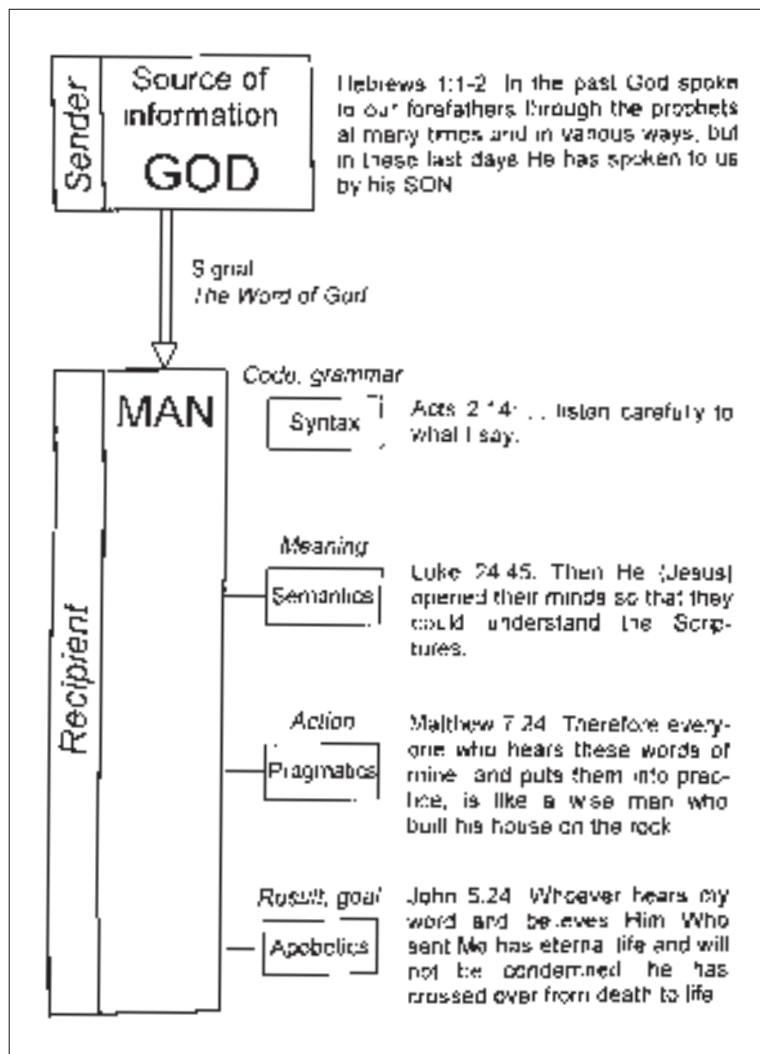 Sender
Source of
information
GOD
Hebrews 1:1-2. In the past God spoke
to our forefathers through the prophets
at many times and in various ways, but
in these last days He has spoken to us
by his SON
Signal
The Word of God
Recipient
MAN
Code, grammar
Syntax
Acts 2:14: ... listen carefully to
what I say.
Meaning
Semantics
Luke 24:45. Then He (Jesus)
opened their minds so that they
could understand the Scrip-
tures.
Action
Pragmatics
Matthew 7:24 Therefore every-
one who hears these words of
mine and puts them into prac-
tice, is like a wise man who
built his house on the rock
Result, goal
Apobetics
John 5:24 Whoever hears my
word and believes Him Who
sent Me has eternal life and will
not be condemned he has
crossed over from death to life